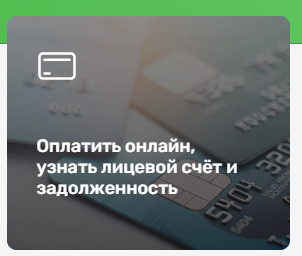 Оплатить онлайн,
узнать лицевой счёт и
задолженность